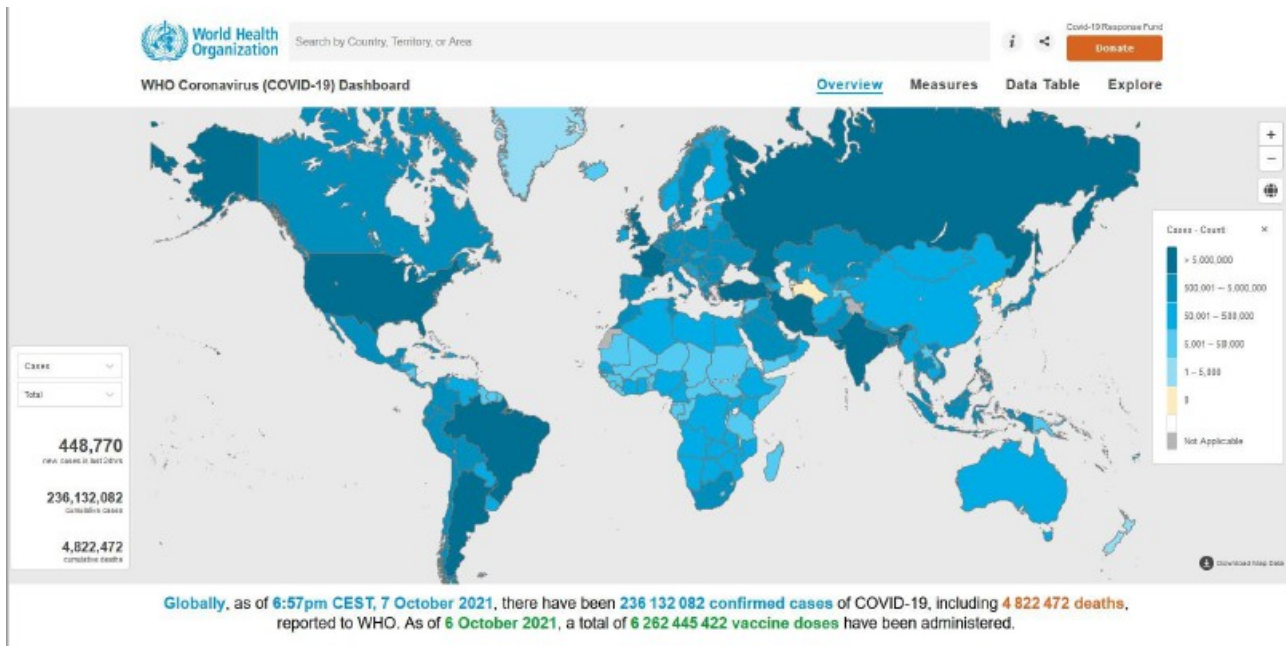 World Health
Organization
Search by Country, Territory, or Area
Covid-19 Response Fund
Donate
WHO Coronavirus (COVID-19) Dashboard
Overview
Measures
Data Table
Explore
+
−
Cases - Count
×
> 5,000,000
500,001 – 5,000,000
50,001 – 500,000
5,001 – 50,000
1 – 5,000
0
Not Applicable
Cases
Total
448,770
new cases in last 24hrs
236,132,082
cumulative cases
4,822,472
cumulative deaths
Download Map Data
Globally, as of 6:57pm CEST, 7 October 2021, there have been 236 132 082 confirmed cases of COVID-19, including 4 822 472 deaths,
reported to WHO. As of 6 October 2021, a total of 6 262 445 422 vaccine doses have been administered.